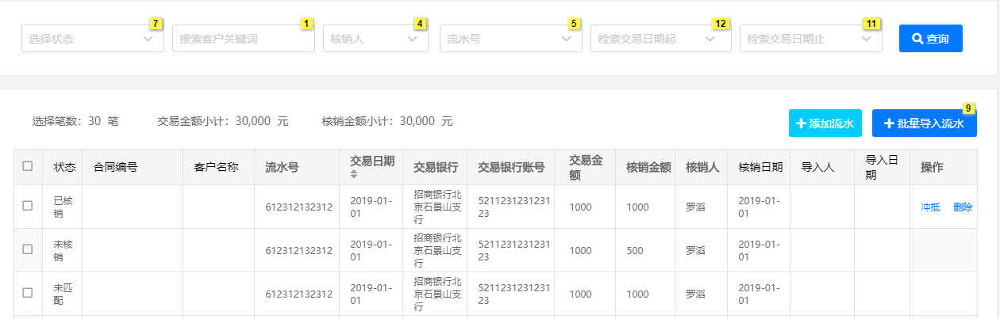 7 1 4 5 12 11
选择状态 搜索客户关键词 核销人 流水号 检索交易日期起 检索交易日期止 查询
9
选择笔数：30 笔 交易金额小计：30,000 元 核销金额小计：30,000 元 添加流水 批量导入流水
状态 合同编号 客户名称 流水号 交易日期 交易银行 交易银行账号 交易金额 核销金额 核销人 核销日期 导入人 导入日期 操作
已核销 612312132312 2019-01-01 招商银行北京石景山支行 521123123123123 1000 1000 罗滔 2019-01-01 冲抵 删除
未核销 612312132312 2019-01-01 招商银行北京石景山支行 521123123123123 1000 500 罗滔 2019-01-01
未匹配 612312132312 2019-01-01 招商银行北京石景山支行 521123123123123 1000 1000 罗滔 2019-01-01